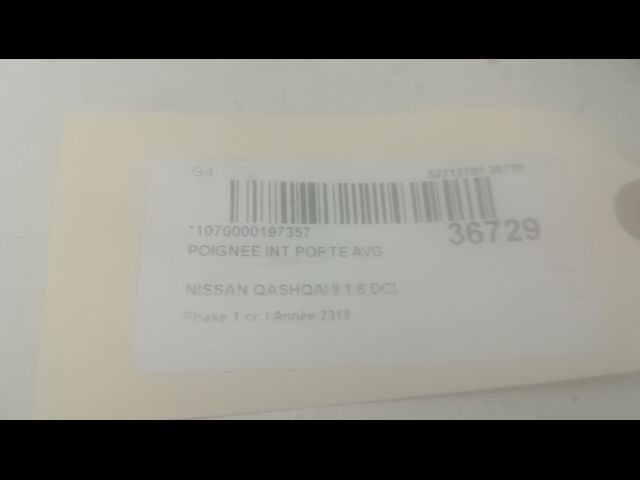 GA
52712701 36729
*1070000197357
36729
POIGNEE INT PORTE AVG
NISSAN QASHQAI II 1.6 DCI
Phase 1 cc / Année 2018